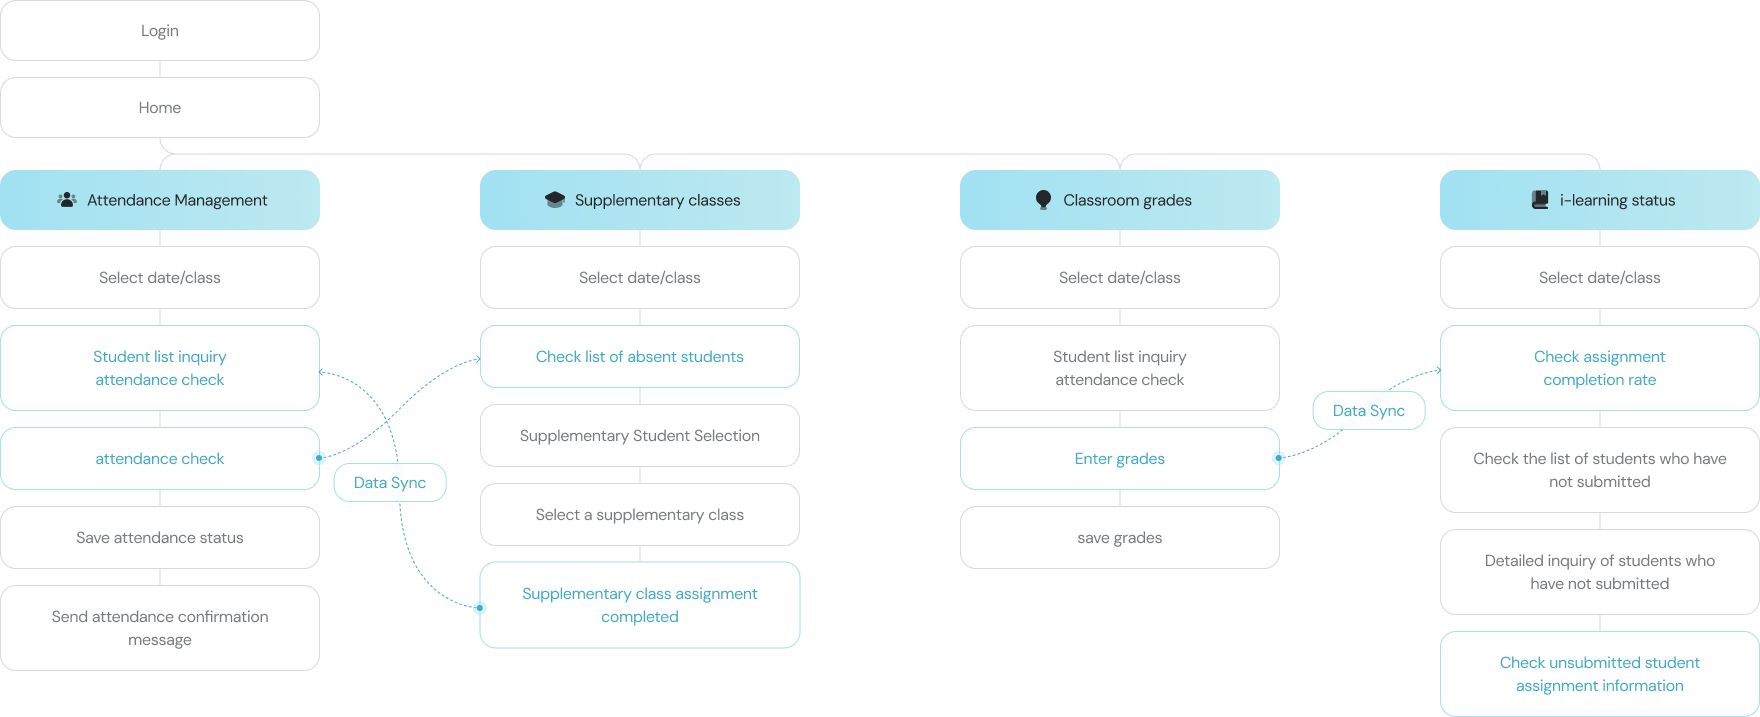 Login
Home
Attendance Management
Select date/class
Student list inquiry
attendance check
attendance check
Save attendance status
Send attendance confirmation
message
Data Sync
Supplementary classes
Select date/class
Check list of absent students
Supplementary Student Selection
Select a supplementary class
Supplementary class assignment
completed
Classroom grades
Select date/class
Student list inquiry
attendance check
Enter grades
save grades
Data Sync
i-learning status
Select date/class
Check assignment
completion rate
Check the list of students who have
not submitted
Detailed inquiry of students who
have not submitted
Check unsubmitted student
assignment information